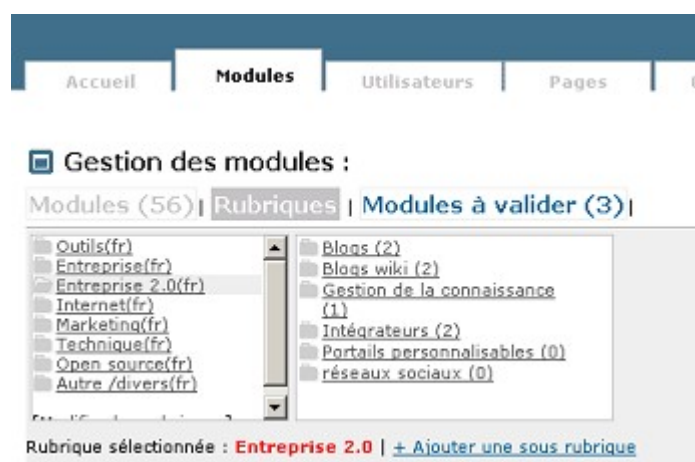 Accueil Modules Utilisateurs Pages
Gestion des modules :
Modules (56)| Rubriques | Modules à valider (3)|
Outils(fr)
Entreprise(fr)
Entreprise 2.0(fr)
Internet(fr)
Marketing(fr)
Technique(fr)
Open source(fr)
Autre /divers(fr)
Blogs (2)
Blogs wiki (2)
Gestion de la connaissance
(1)
Intégrateurs (2)
Portails personnalisables (0)
réseaux sociaux (0)
Rubrique sélectionnée : Entreprise 2.0 | + Ajouter une sous rubrique